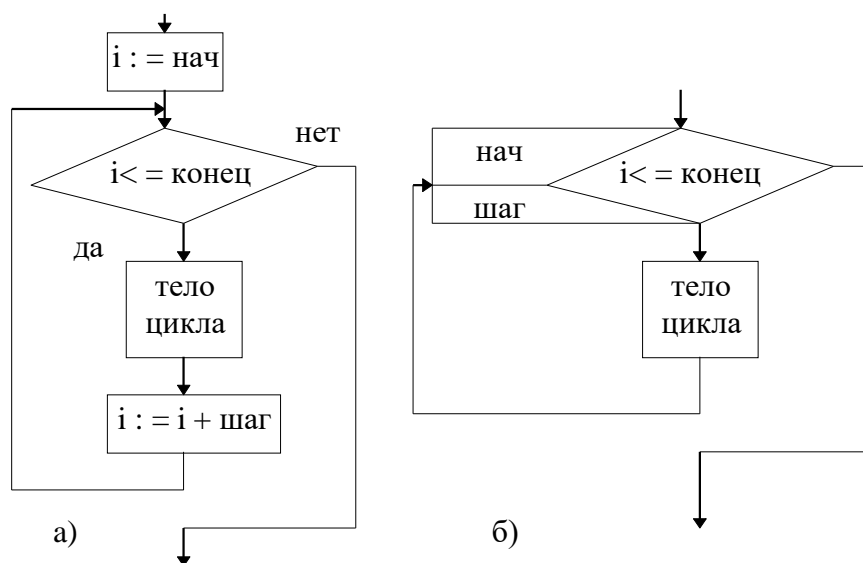 i : = нач
нет
i< = конец
да
тело
цикла
i : = i + шаг
а)
нач
i< = конец
шаг
тело
цикла
б)